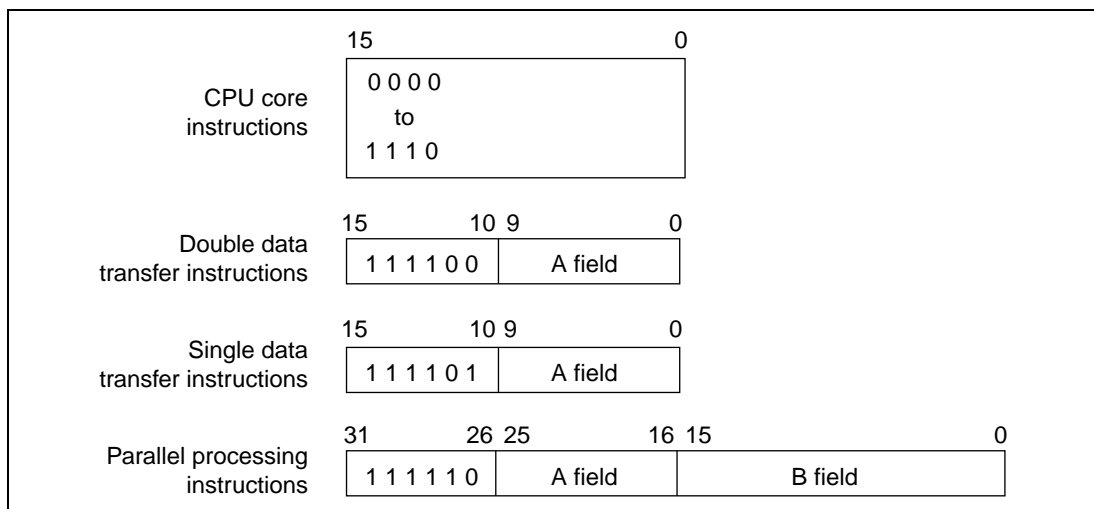 15 0
CPU core
instructions
0 0 0 0
to
1 1 1 0
15 10 9 0
Double data
transfer instructions
1 1 1 1 0 0 A field
15 10 9 0
Single data
transfer instructions
1 1 1 1 0 1 A field
31 26 25 16 15 0
Parallel processing
instructions
1 1 1 1 1 0 A field B field